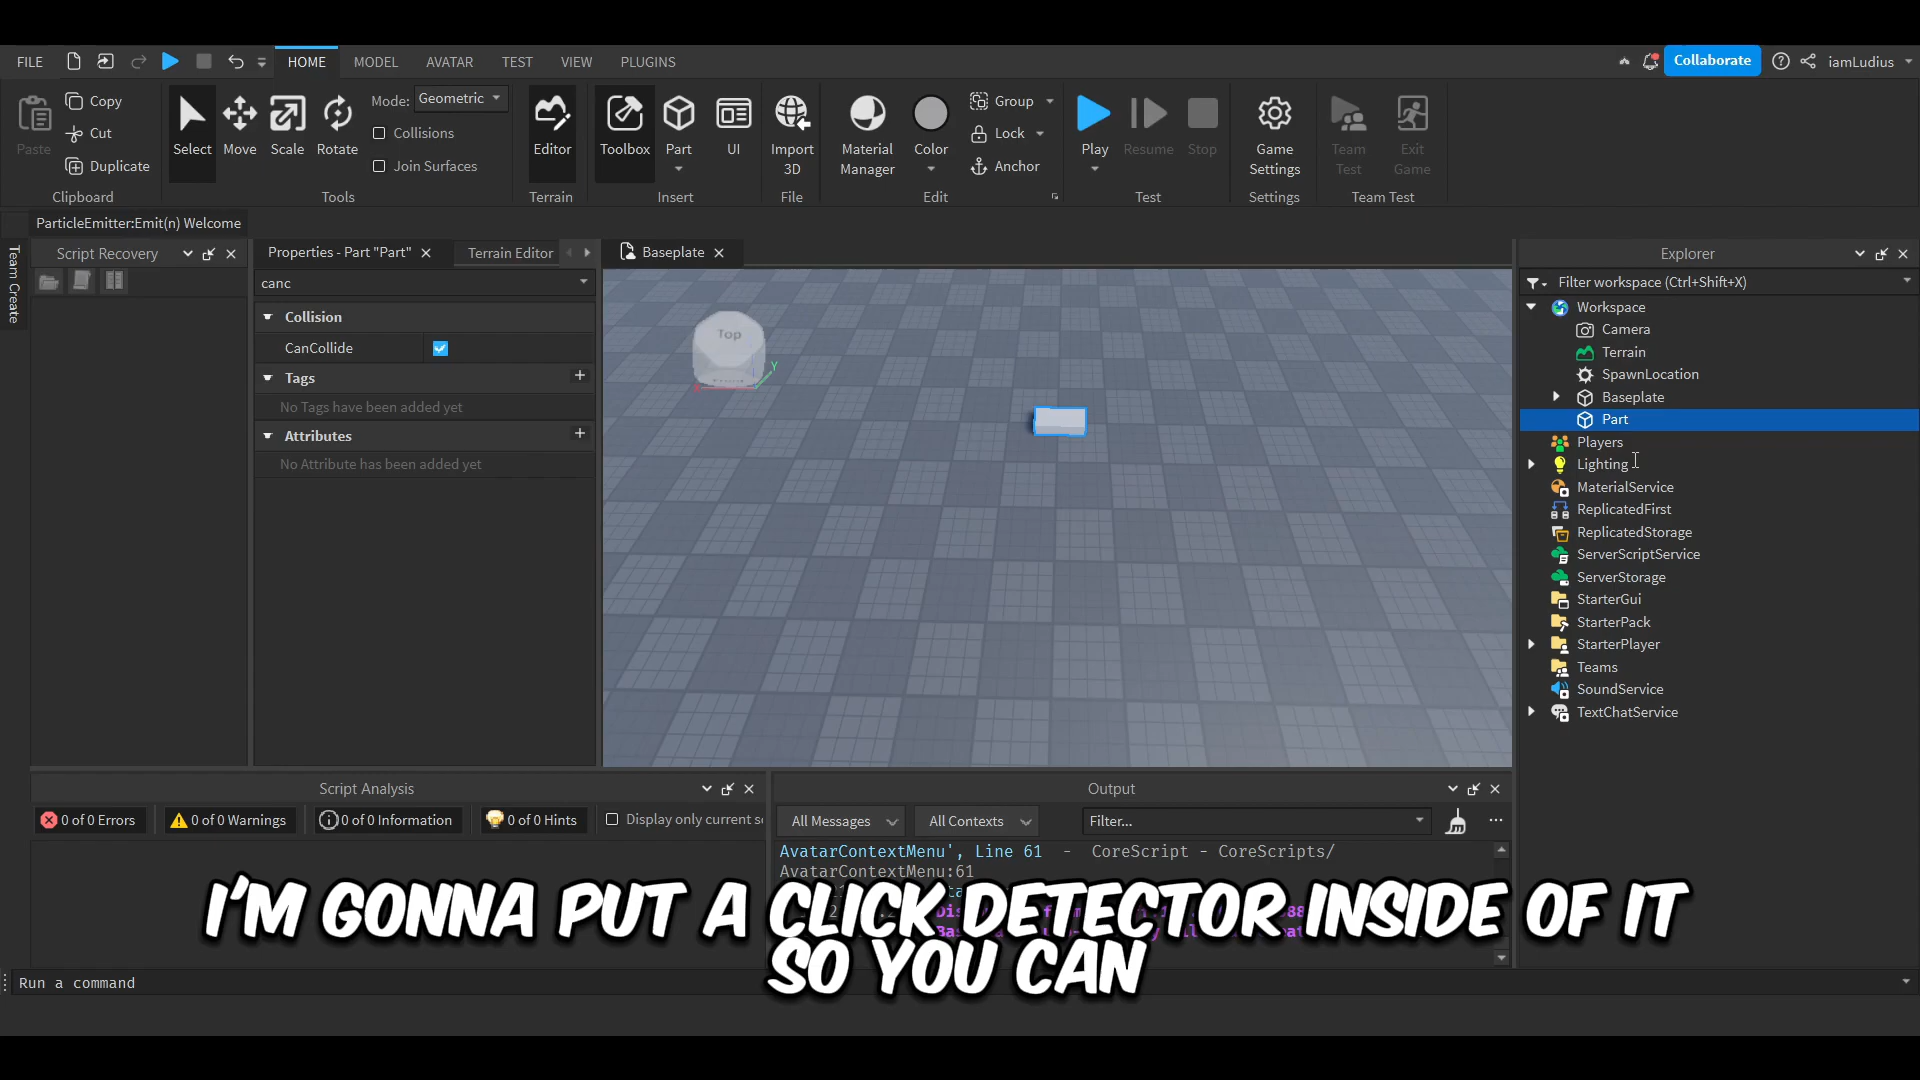 FILE HOME MODEL AVATAR TEST VIEW PLUGINS Collaborate iamLudius
Paste Copy Cut Duplicate Clipboard
Select Move Scale Rotate Mode: Geometric Collisions Join Surfaces Tools
Editor Terrain
Toolbox Part UI Insert
Import 3D File
Material Manager Color Group Lock Anchor Edit
Play Resume Stop Test
Game Settings Settings
Team Test Exit Game Team Test
ParticleEmitter:Emit(n) Welcome
Team Create
Script Recovery
Properties - Part "Part" Terrain Editor
canc
Collision
CanCollide
Tags
No Tags have been added yet
Attributes
No Attribute has been added yet
Baseplate
Top
Y
Explorer
Filter workspace (Ctrl+Shift+X)
Workspace
Camera
Terrain
SpawnLocation
Baseplate
Part
Players
Lighting
MaterialService
ReplicatedFirst
ReplicatedStorage
ServerScriptService
ServerStorage
StarterGui
StarterPack
StarterPlayer
Teams
SoundService
TextChatService
Script Analysis
0 of 0 Errors 0 of 0 Warnings 0 of 0 Information 0 of 0 Hints Display only current s
Output
All Messages All Contexts Filter...
AvatarContextMenu', Line 61 - CoreScript - CoreScripts/
AvatarContextMenu:61
I'M GONNA PUT A CLICK DETECTOR INSIDE OF IT
SO YOU CAN
Run a command